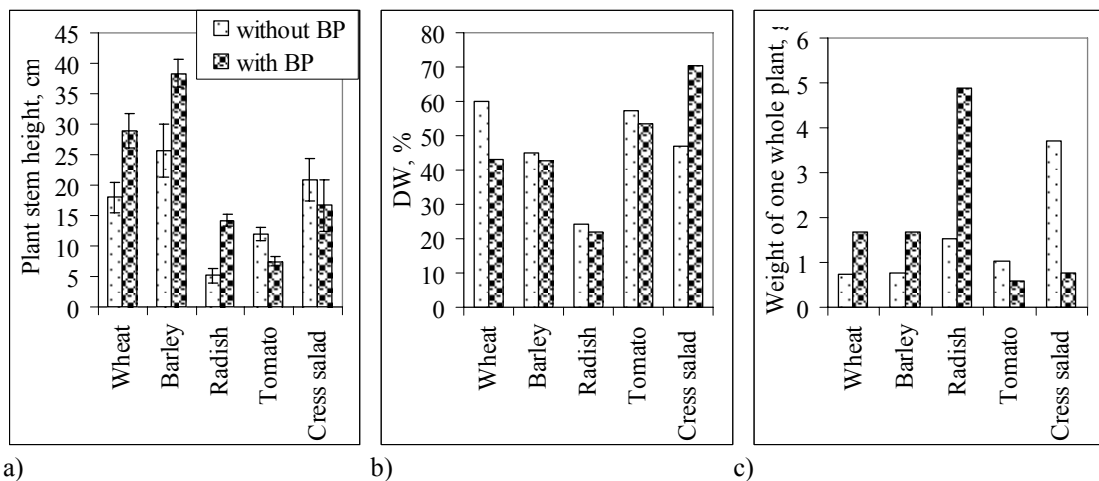 Plant stem height, cm
45
40
35
30
25
20
15
10
5
0
without BP
with BP
Wheat
Barley
Radish
Tomato
Cress salad
a)
DW, %
80
70
60
50
40
30
20
10
0
Wheat
Barley
Radish
Tomato
Cress salad
b)
Weight of one whole plant,
6
5
4
3
2
1
0
Wheat
Barley
Radish
Tomato
Cress salad
c)